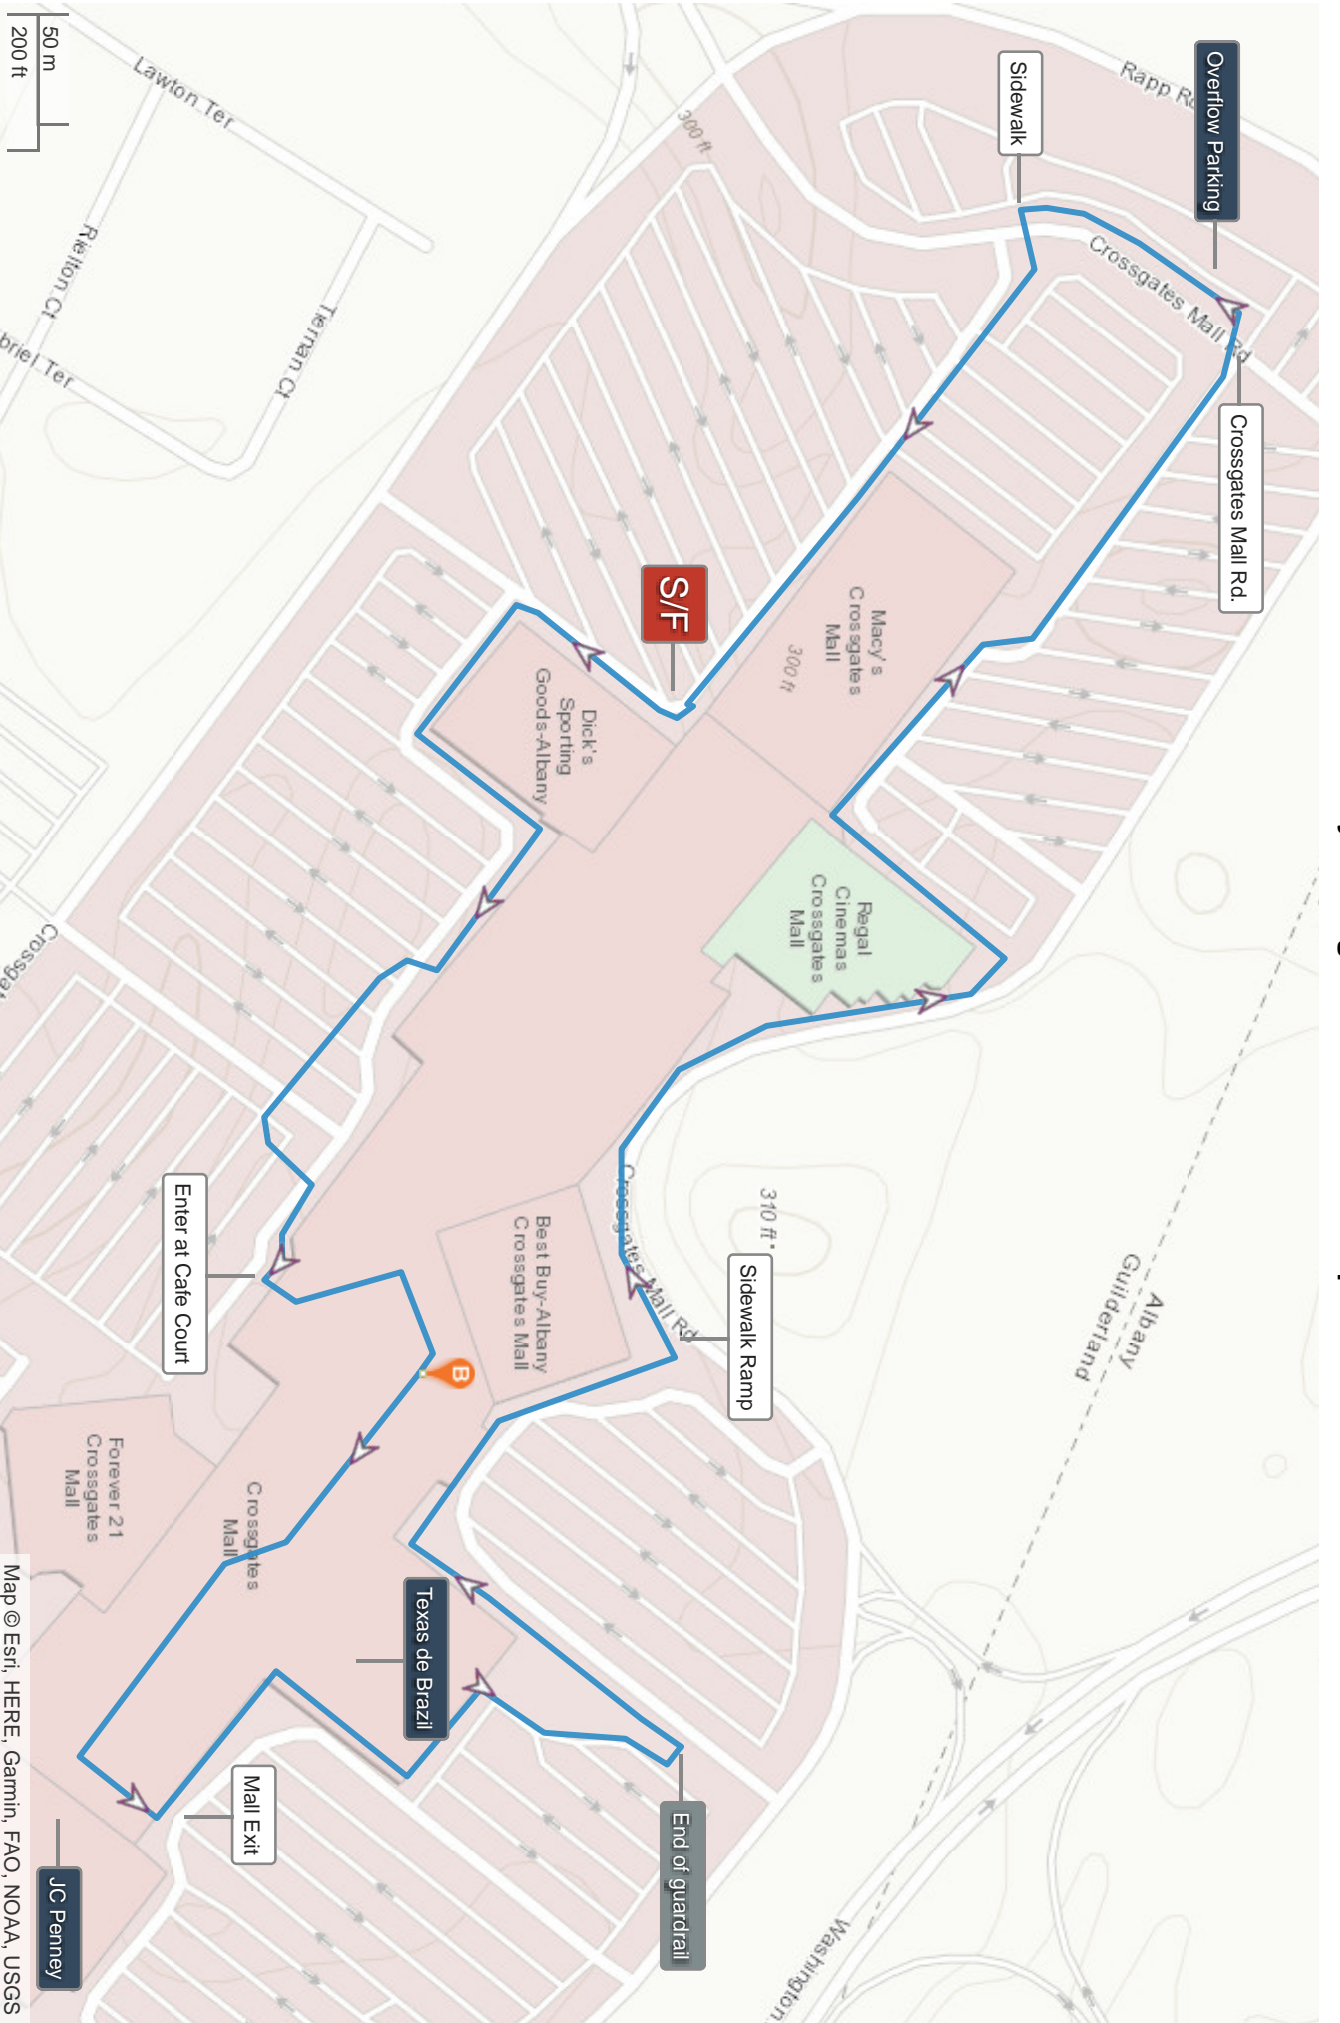 Overflow Parking
Rapp Rd
Sidewalk
Crossgates Mall Rd
Crossgates Mall Rd.
300 ft
Lawton Ter
50 m
200 ft
Rielton Ct
Tiernan Ct
briel Ter
S/F
Macy's
Crossgates
Mall
300 ft
Dick's
Sporting
Goods-Albany
Regal
Cinemas
Crossgates
Mall
Crossgat
310 ft
Crossgates Mall Rd
Sidewalk Ramp
Albany
Guilderland
Enter at Cafe Court
Best Buy-Albany
Crossgates Mall
B
Forever 21
Crossgates
Mall
Crossgates
Mall
Texas de Brazil
Mall Exit
End of guardrail
JC Penney
Washington
Map © Esri, HERE, Garmin, FAO, NOAA, USGS